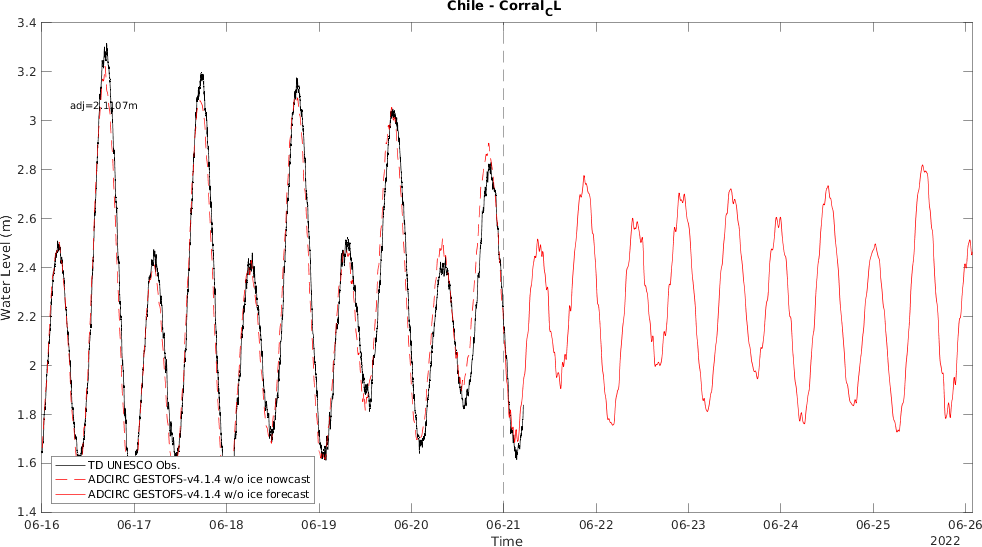 Chile - Corral_CL
3.4
3.2
3
2.8
2.6
2.4
2.2
2
1.8
1.6
1.4
Water Level (m)
adj=2.1107m
TD UNESCO Obs.
ADCIRC GESTOFS-v4.1.4 w/o ice nowcast
ADCIRC GESTOFS-v4.1.4 w/o ice forecast
06-16 06-17 06-18 06-19 06-20 06-21 06-22 06-23 06-24 06-25 06-26
Time
2022